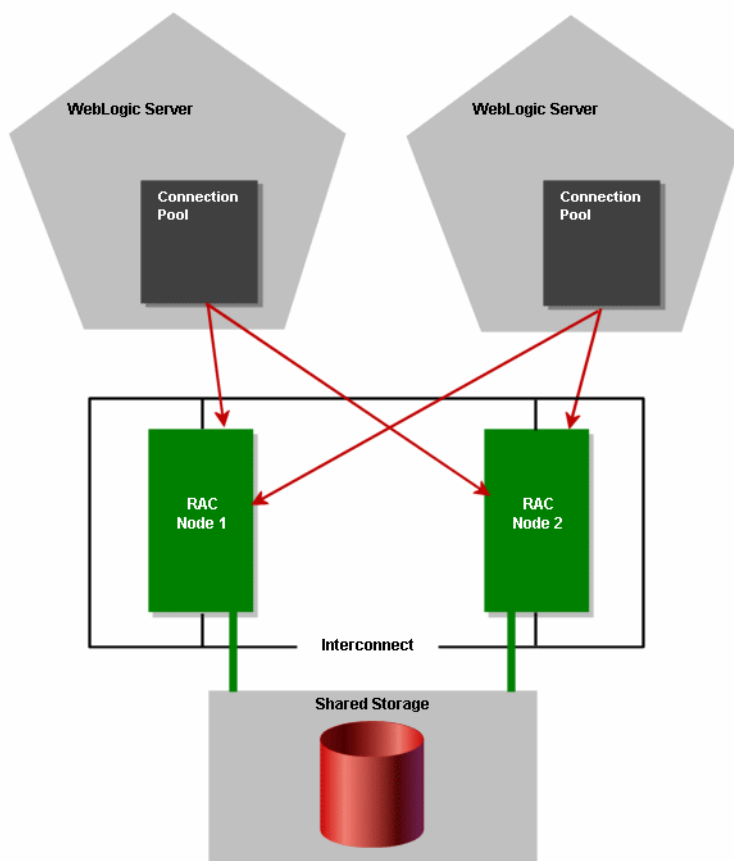 WebLogic Server
WebLogic Server
Connection
Pool
Connection
Pool
RAC
Node 1
RAC
Node 2
Interconnect
Shared Storage